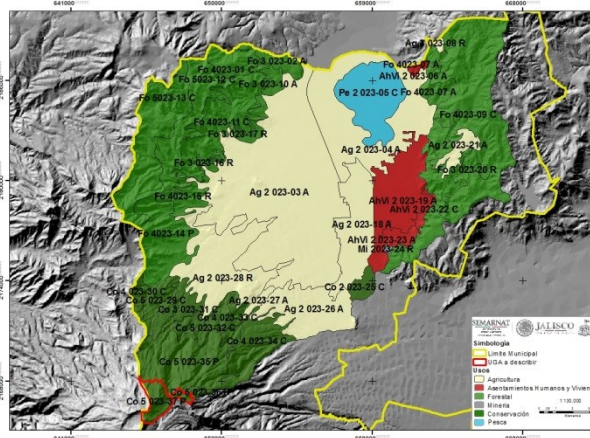 641000 650000 659000 668000
Ag 2 023-08 R
Fo 3 023-02 A
Fo 4023-01 C
Fo 4023-07 A
Fo 5023-12 C
AhVi 2 023-06 A
Fo 3 023-10 A
Pe 2 023-05 C
Fo 4023-07 A
Fo 5023-13 C
Fo 4023-09 C
Fo 4023-11 C
Fo 3 023-17 R
Ag 2 023-21 A
Ag 2 023-04 A
Fo 3 023-16 R
Fo 3 023-20 R
Ag 2 023-03 A
Fo 4023-15 R
AhVi 2 023-19 A
AhVi 2 023-22 C
Ag 2 023-18 A
Fo 4023-14 P
AhVi 2 023-23 A
Mi 2023-24 R
Ag 2 023-28 R
Co 2 023-25 C
Co 4 023-30 C
Co 5 023-29 C
Ag 2 023-27 A
Co 3 023-31 C
Ag 2 023-26 A
Co 4 023-33 C
Co 5 023-32 C
Co 4 023-34 C
Co 5 023-35 P
Co 5 023-37 P
SEMARNAT
JALISCO
Simbología
Límite Municipal
UGA a describir
Usos
Agricultura
Asentamientos Humanos y Vivien
Forestal
Minería
Conservación
Pesca